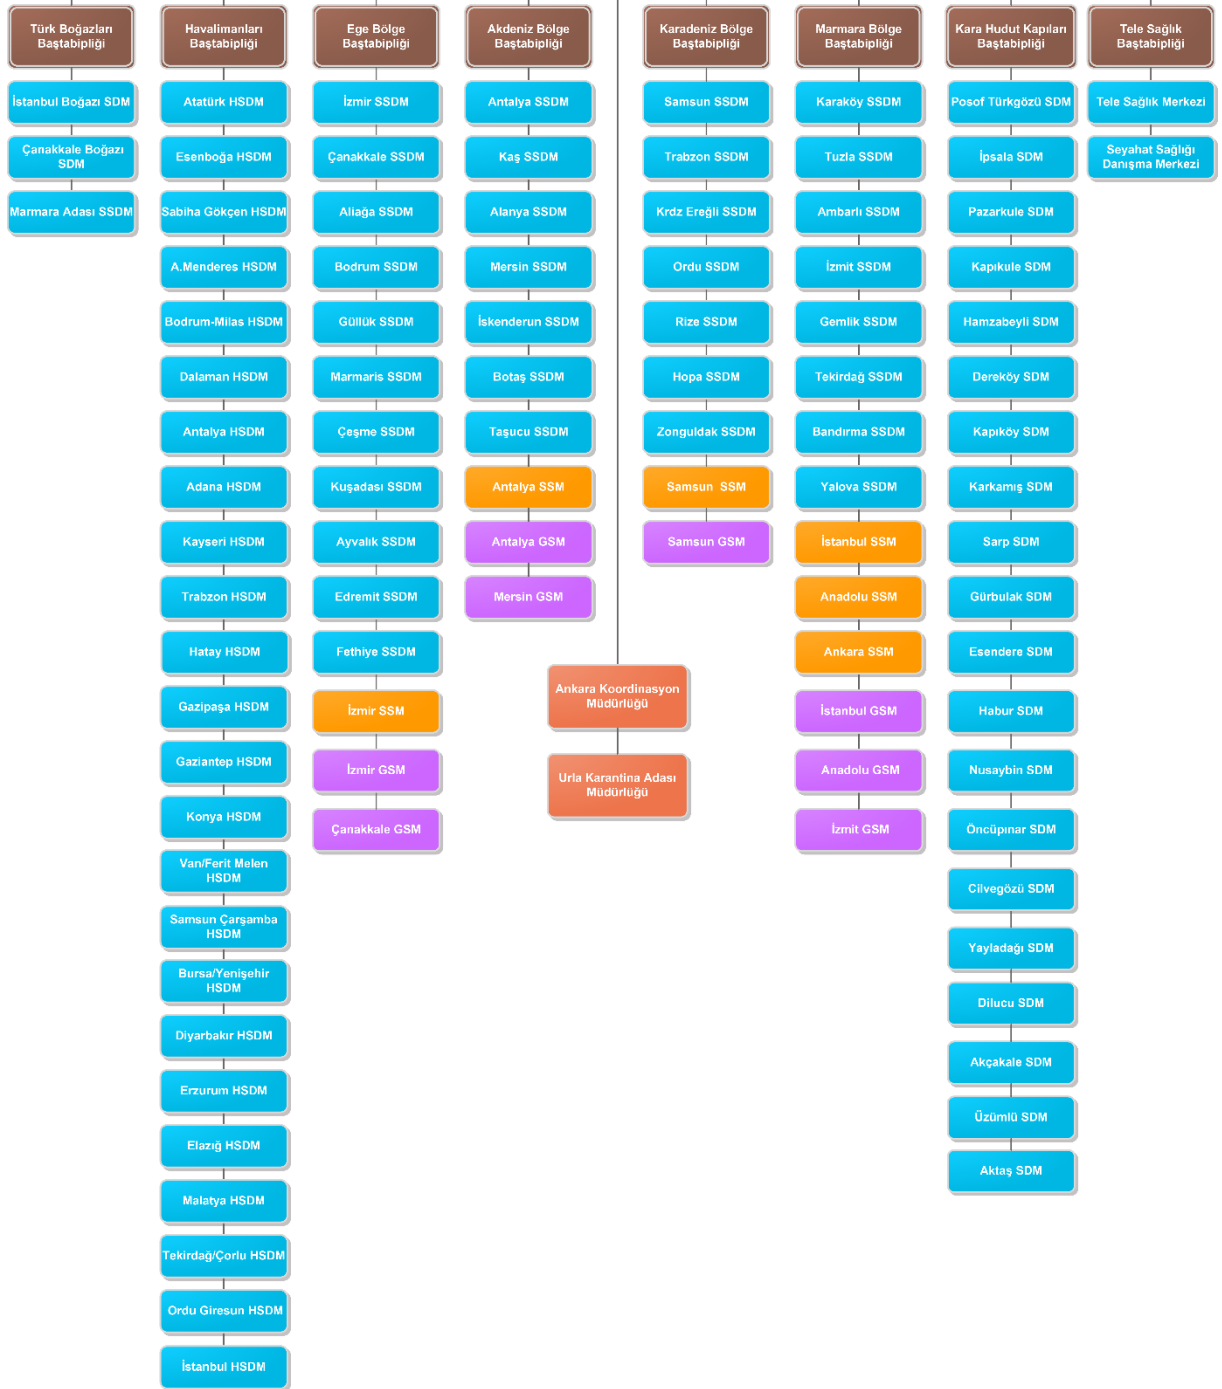 Türk Boğazları
Baştabipliği
İstanbul Boğazı SDM
Çanakkale Boğazı
SDM
Marmara Adası SSDM
Havalimanları
Baştabipliği
Atatürk HSDM
Esenboğa HSDM
Sabiha Gökçen HSDM
A.Menderes HSDM
Bodrum-Milas HSDM
Dalaman HSDM
Antalya HSDM
Adana HSDM
Kayseri HSDM
Trabzon HSDM
Hatay HSDM
Gazipaşa HSDM
Gaziantep HSDM
Konya HSDM
Van/Ferit Melen
HSDM
Samsun Çarşamba
HSDM
Bursa/Yenişehir
HSDM
Diyarbakır HSDM
Erzurum HSDM
Elazığ HSDM
Malatya HSDM
Tekirdağ/Çorlu HSDM
Ordu Giresun HSDM
İstanbul HSDM
Ege Bölge
Baştabipliği
İzmir SSDM
Çanakkale SSDM
Aliağa SSDM
Bodrum SSDM
Güllük SSDM
Marmaris SSDM
Çeşme SSDM
Kuşadası SSDM
Ayvalık SSDM
Edremit SSDM
Fethiye SSDM
İzmir SSM
İzmir GSM
Çanakkale GSM
Akdeniz Bölge
Baştabipliği
Antalya SSDM
Kaş SSDM
Alanya SSDM
Mersin SSDM
İskenderun SSDM
Botaş SSDM
Taşucu SSDM
Antalya SSM
Antalya GSM
Mersin GSM
Ankara Koordinasyon
Müdürlüğü
Urla Karantina Adası
Müdürlüğü
Karadeniz Bölge
Baştabipliği
Samsun SSDM
Trabzon SSDM
Krdz Ereğli SSDM
Ordu SSDM
Rize SSDM
Hopa SSDM
Zonguldak SSDM
Samsun SSM
Samsun GSM
Marmara Bölge
Baştabipliği
Karaköy SSDM
Tuzla SSDM
Ambarlı SSDM
İzmit SSDM
Gemlik SSDM
Tekirdağ SSDM
Bandırma SSDM
Yalova SSDM
İstanbul SSM
Anadolu SSM
Ankara SSM
İstanbul GSM
Anadolu GSM
İzmit GSM
Kara Hudut Kapıları
Baştabipliği
Posof Türkgözü SDM
İpsala SDM
Pazarkule SDM
Kapıkule SDM
Hamzabeyli SDM
Dereköy SDM
Kapıköy SDM
Karkamış SDM
Sarp SDM
Gürbulak SDM
Esendere SDM
Habur SDM
Nusaybin SDM
Öncüpınar SDM
Cilvegözü SDM
Yayladağı SDM
Dilucu SDM
Akçakale SDM
Üzümlü SDM
Aktaş SDM
Tele Sağlık
Baştabipliği
Tele Sağlık Merkezi
Seyahat Sağlığı
Danışma Merkezi